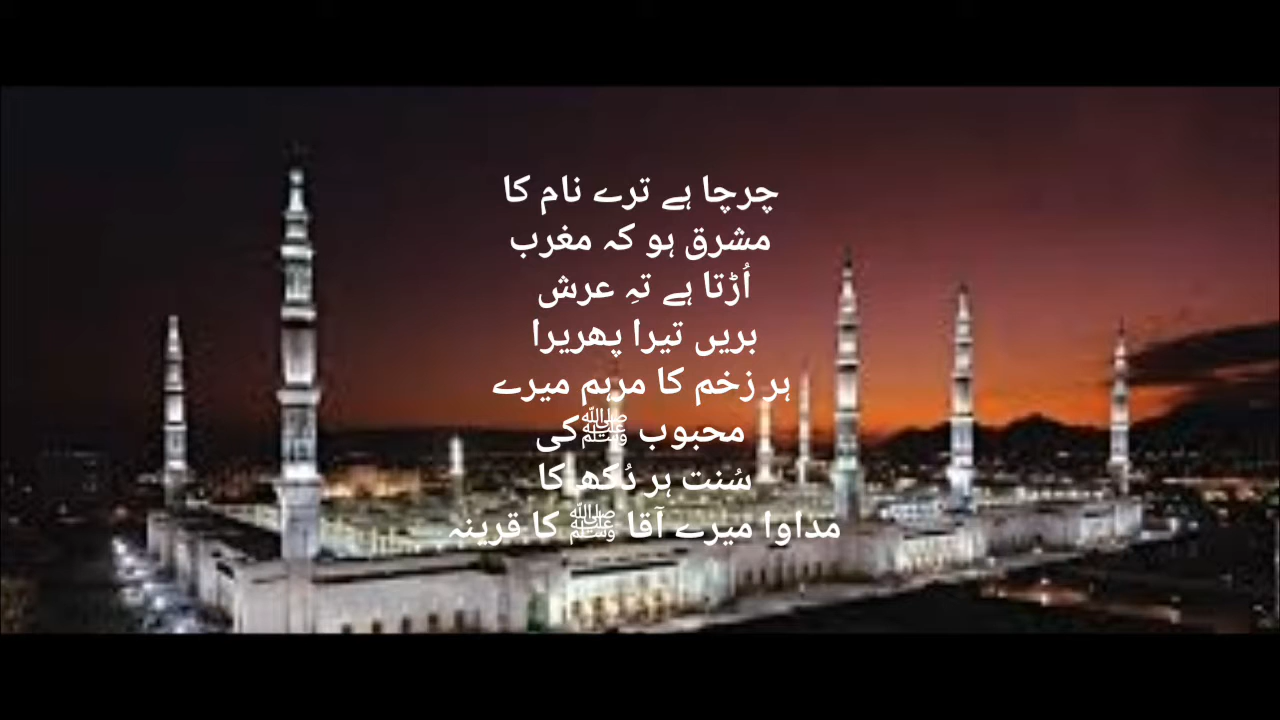 چرچا ہے ترے نام کا
مشرق ہو کہ مغرب
اُڑتا ہے تہِ عرش
بریں تیرا پھریرا
ہر زخم کا مرہم میرے
محبوب ﷺکی
سُنت ہر دُکھ کا
مداوا میرے آقا ﷺ کا قرینہ